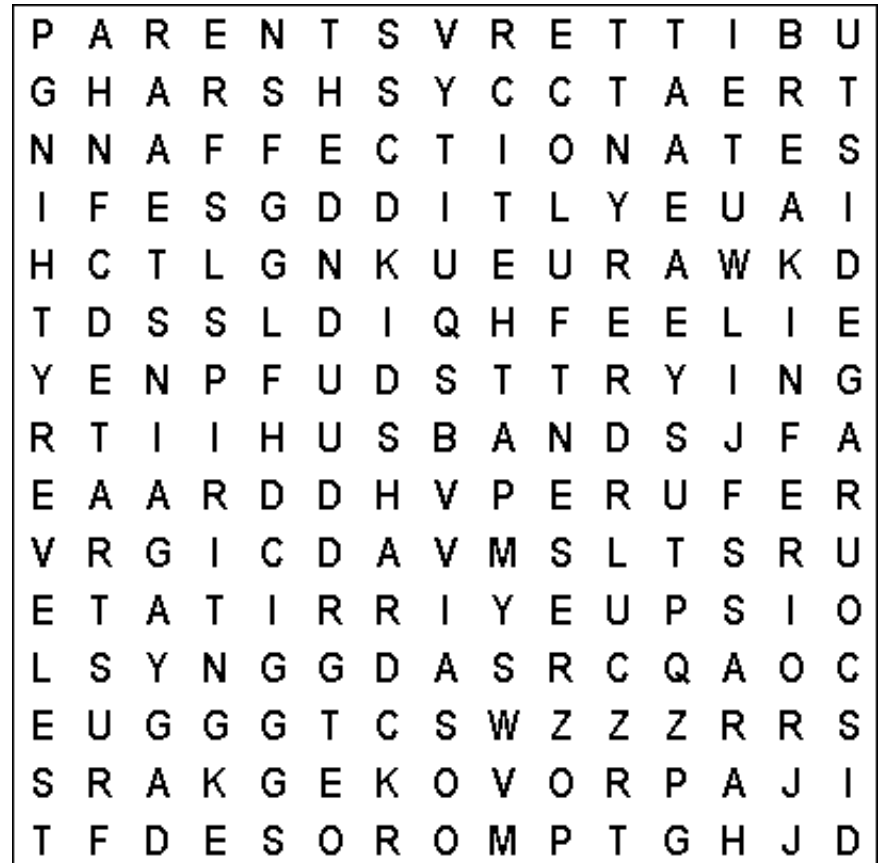 P A R E N T S V R E T T I B U
G H A R S H S Y C C T A E R T
N N A F F E C T I O N A T E S
I F E S G D D I T L Y E U A I
H C T L G N K U E U R A W K D
T D S S L D I Q H F E E L I E
Y E N P F U D S T T R Y I N G
R T I I H U S B A N D S J F A
E A A R D D H V P E R U F E R
V R G I C D A V M S L T S R U
E T A T I R R I Y E U P S I O
L S Y N G G D A S R C Q A O C
E U G G G T C S W Z Z Z R R S
S R A K G E K O V O R P A J I
T F D E S O R O M P T G H J D